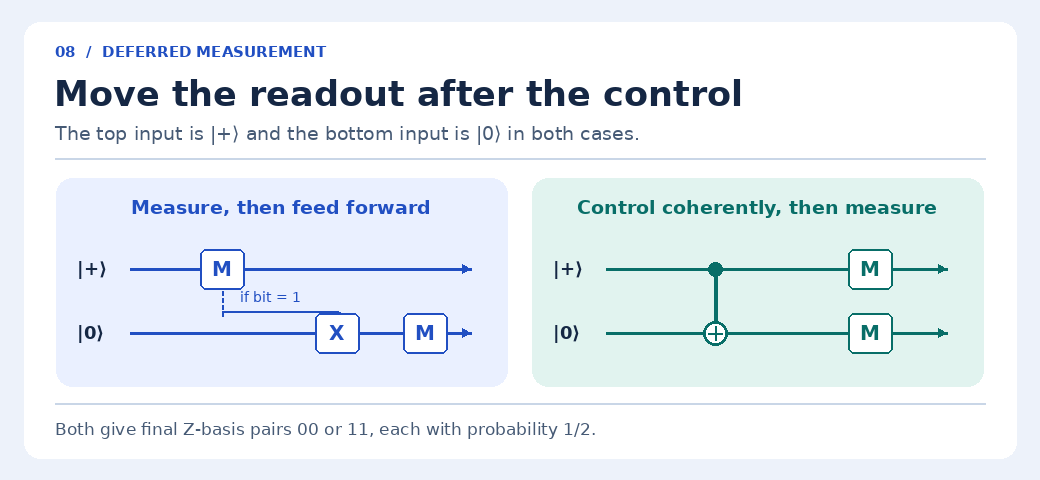 08 / DEFERRED MEASUREMENT
Move the readout after the control
The top input is |+⟩ and the bottom input is |0⟩ in both cases.
Measure, then feed forward
|+⟩ M
if bit = 1
|0⟩ X M
Control coherently, then measure
|+⟩ M
|0⟩ M
Both give final Z-basis pairs 00 or 11, each with probability 1/2.